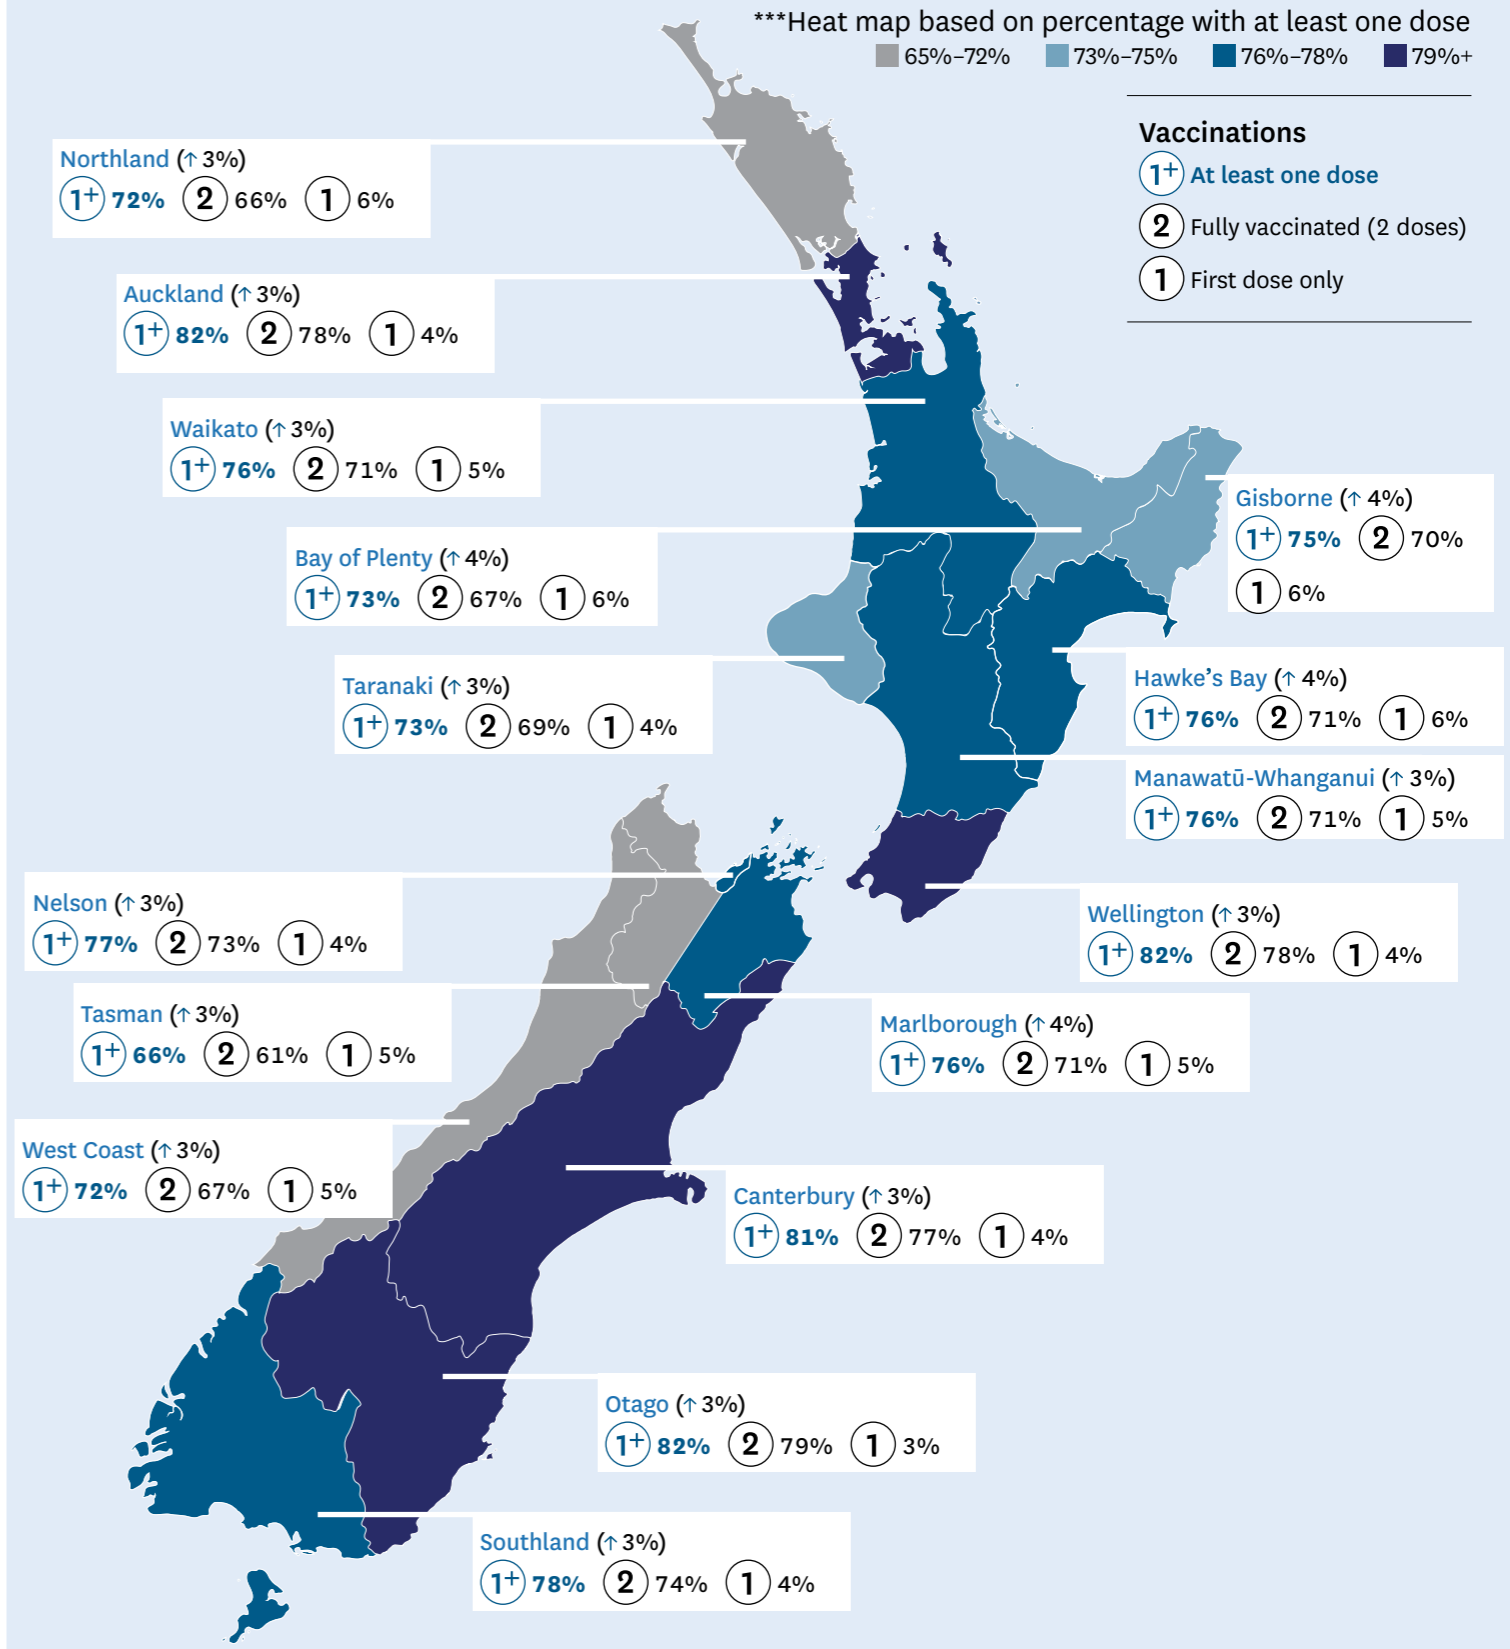 ***Heat map based on percentage with at least one dose
65%–72% 73%–75% 76%–78% 79%+
Vaccinations
1+ At least one dose
2 Fully vaccinated (2 doses)
1 First dose only
Northland (↑ 3%)
1+ 72% 2 66% 1 6%
Auckland (↑ 3%)
1+ 82% 2 78% 1 4%
Waikato (↑ 3%)
1+ 76% 2 71% 1 5%
Gisborne (↑ 4%)
1+ 75% 2 70%
1 6%
Bay of Plenty (↑ 4%)
1+ 73% 2 67% 1 6%
Taranaki (↑ 3%)
1+ 73% 2 69% 1 4%
Hawke’s Bay (↑ 4%)
1+ 76% 2 71% 1 6%
Manawatū-Whanganui (↑ 3%)
1+ 76% 2 71% 1 5%
Nelson (↑ 3%)
1+ 77% 2 73% 1 4%
Wellington (↑ 3%)
1+ 82% 2 78% 1 4%
Tasman (↑ 3%)
1+ 66% 2 61% 1 5%
Marlborough (↑ 4%)
1+ 76% 2 71% 1 5%
West Coast (↑ 3%)
1+ 72% 2 67% 1 5%
Canterbury (↑ 3%)
1+ 81% 2 77% 1 4%
Otago (↑ 3%)
1+ 82% 2 79% 1 3%
Southland (↑ 3%)
1+ 78% 2 74% 1 4%